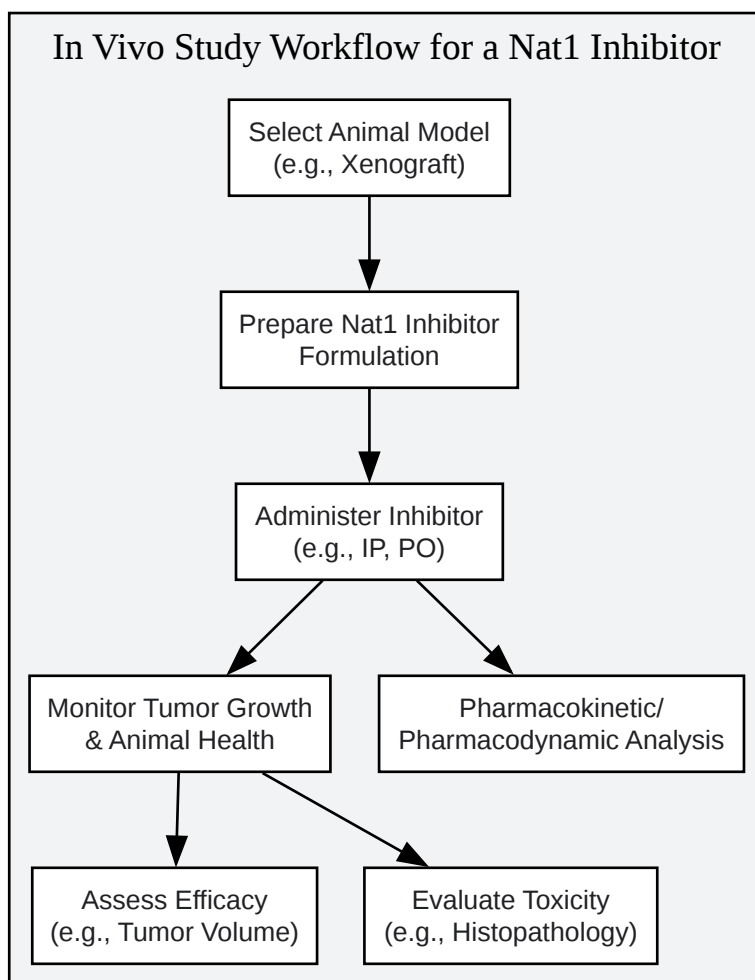 In Vivo Study Workflow for a Nat1 Inhibitor
Select Animal Model
(e.g., Xenograft)
Prepare Nat1 Inhibitor
Formulation
Administer Inhibitor
(e.g., IP, PO)
Monitor Tumor Growth
& Animal Health
Pharmacokinetic/
Pharmacodynamic Analysis
Assess Efficacy
(e.g., Tumor Volume)
Evaluate Toxicity
(e.g., Histopathology)